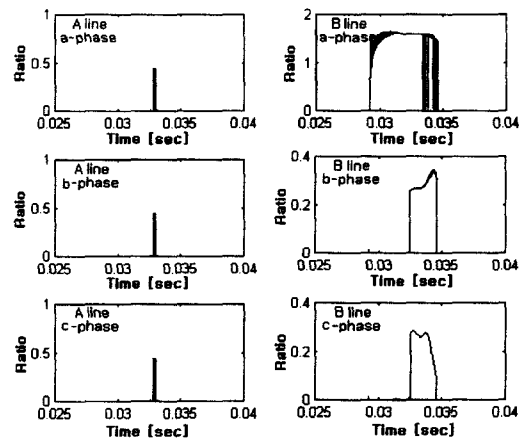 A line
a-phase
Ratio
1
0.5
0
0.025
0.03
0.035
0.04
Time [sec]
B line
a-phase
Ratio
2
1
0
0.025
0.03
0.035
0.04
Time [sec]
A line
b-phase
Ratio
1
0.5
0
0.025
0.03
0.035
0.04
Time [sec]
B line
b-phase
Ratio
0.4
0.2
0
0.025
0.03
0.035
0.04
Time [sec]
A line
c-phase
Ratio
1
0.5
0
0.025
0.03
0.035
0.04
Time [sec]
B line
c-phase
Ratio
0.4
0.2
0
0.025
0.03
0.035
0.04
Time [sec]